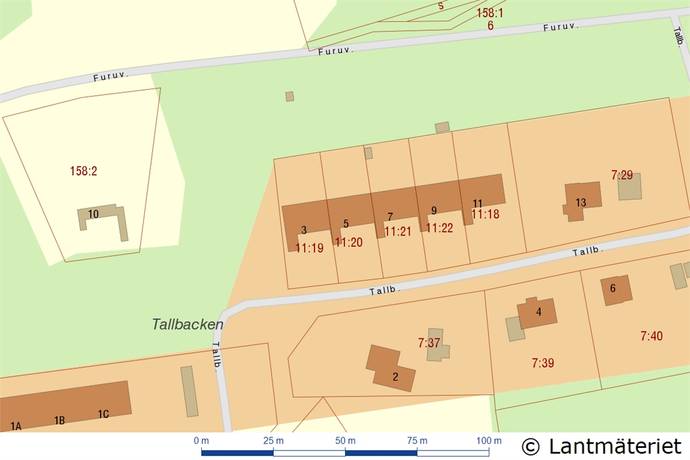 s
158:1
6
Furuv.
Furuv.
Furuv.
Tallb.
158:2
10
7:29
13
11
11:18
9
11:22
7
11:21
5
11:20
3
11:19
Tallb.
Tallb.
Tallbacken
Tallb.
6
4
7:37
7:40
7:39
2
1C
1B
1A
0 m 25 m 50 m 75 m 100 m
© Lantmäteriet